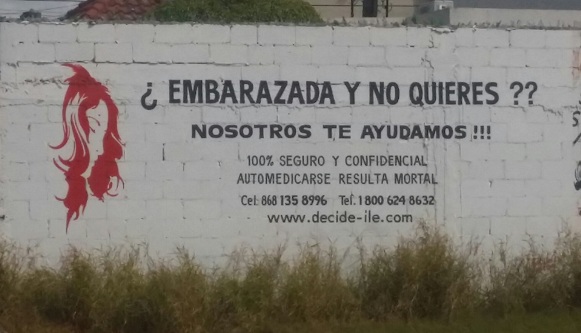 ¿ EMBARAZADA Y NO QUIERES ??
NOSOTROS TE AYUDAMOS !!!
100% SEGURO Y CONFIDENCIAL
AUTOMEDICARSE RESULTA MORTAL
Cel: 868 135 8996 Tel. 1 800 624 8632
www.decide-ile.com